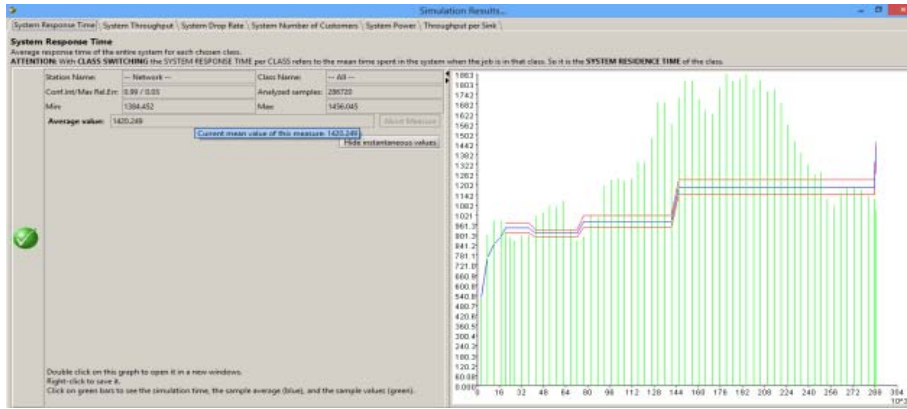 Simulation Results...
System Response Time System Throughput System Drop Rate System Number of Customers System Power Throughput per Sink
System Response Time
Average response time of the entire system for each chosen class.
ATTENTION: With CLASS SWITCHING the SYSTEM RESPONSE TIME per CLASS refers to the mean time spent in the system when the job is in that class. So it is the SYSTEM RESIDENCE TIME of the class.
Station Name: -- Network -- Class Name: -- All --
Conf.Int/Max Rel.Err: 0.99 / 0.03 Analyzed samples: 286720
Min: 1384.452 Max: 1456.045
Average value: 1420.249 Abort Measure
Current mean value of this measure: 1420.249
Hide instantaneous values
Double click on this graph to open it in a new windows.
Right-click to save it.
Click on green bars to see the simulation time, the sample average (blue), and the sample values (green).
1863
1803
1742
1682
1622
1562
1502
1442
1382
1322
1262
1202
1142
1082
1021
961.3
901.3
841.2
781.1
721.0
660.9
600.8
540.8
480.7
420.6
360.5
300.4
240.3
180.3
60.08
0.000
0 16 32 48 64 80 96 112 128 144 160 176 192 208 224 240 256 272 288 304
10^3